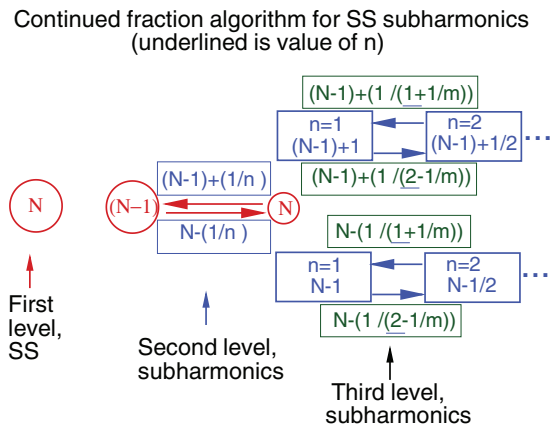 Continued fraction algorithm for SS subharmonics
(underlined is value of n)
(N-1)+(1 /(1+1/m))
n=1
(N-1)+1
n=2
(N-1)+1/2
...
(N-1)+(1 /(2-1/m))
N
(N−1)
(N-1)+(1/n )
N-(1/n )
N
N-(1 /(1+1/m))
n=1
N-1
n=2
N-1/2
...
N-(1 /(2-1/m))
First
level,
SS
Second level,
subharmonics
Third level,
subharmonics